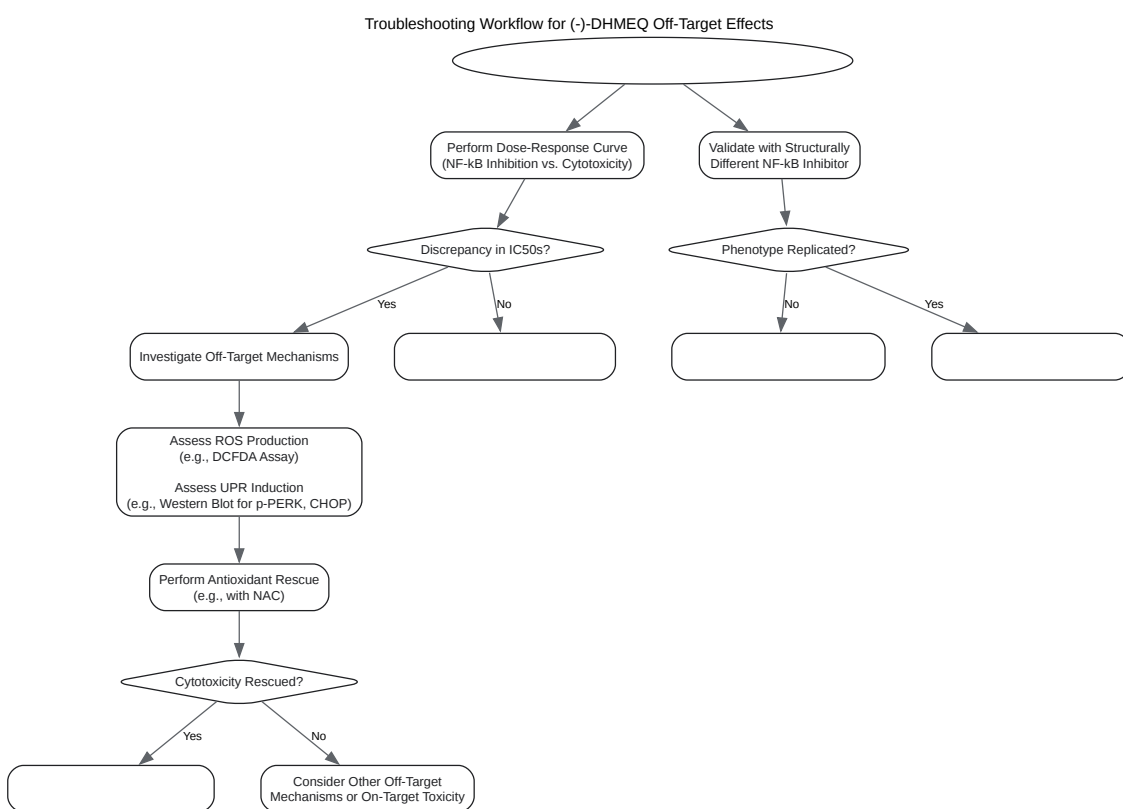 Troubleshooting Workflow for (-)-DHMEQ Off-Target Effects
Perform Dose-Response Curve
(NF-kB Inhibition vs. Cytotoxicity)
Validate with Structurally
Different NF-kB Inhibitor
Discrepancy in IC50s?
Phenotype Replicated?
Yes
No
No
Yes
Investigate Off-Target Mechanisms
Assess ROS Production
(e.g., DCFDA Assay)
Assess UPR Induction
(e.g., Western Blot for p-PERK, CHOP)
Perform Antioxidant Rescue
(e.g., with NAC)
Cytotoxicity Rescued?
Yes
No
Consider Other Off-Target
Mechanisms or On-Target Toxicity